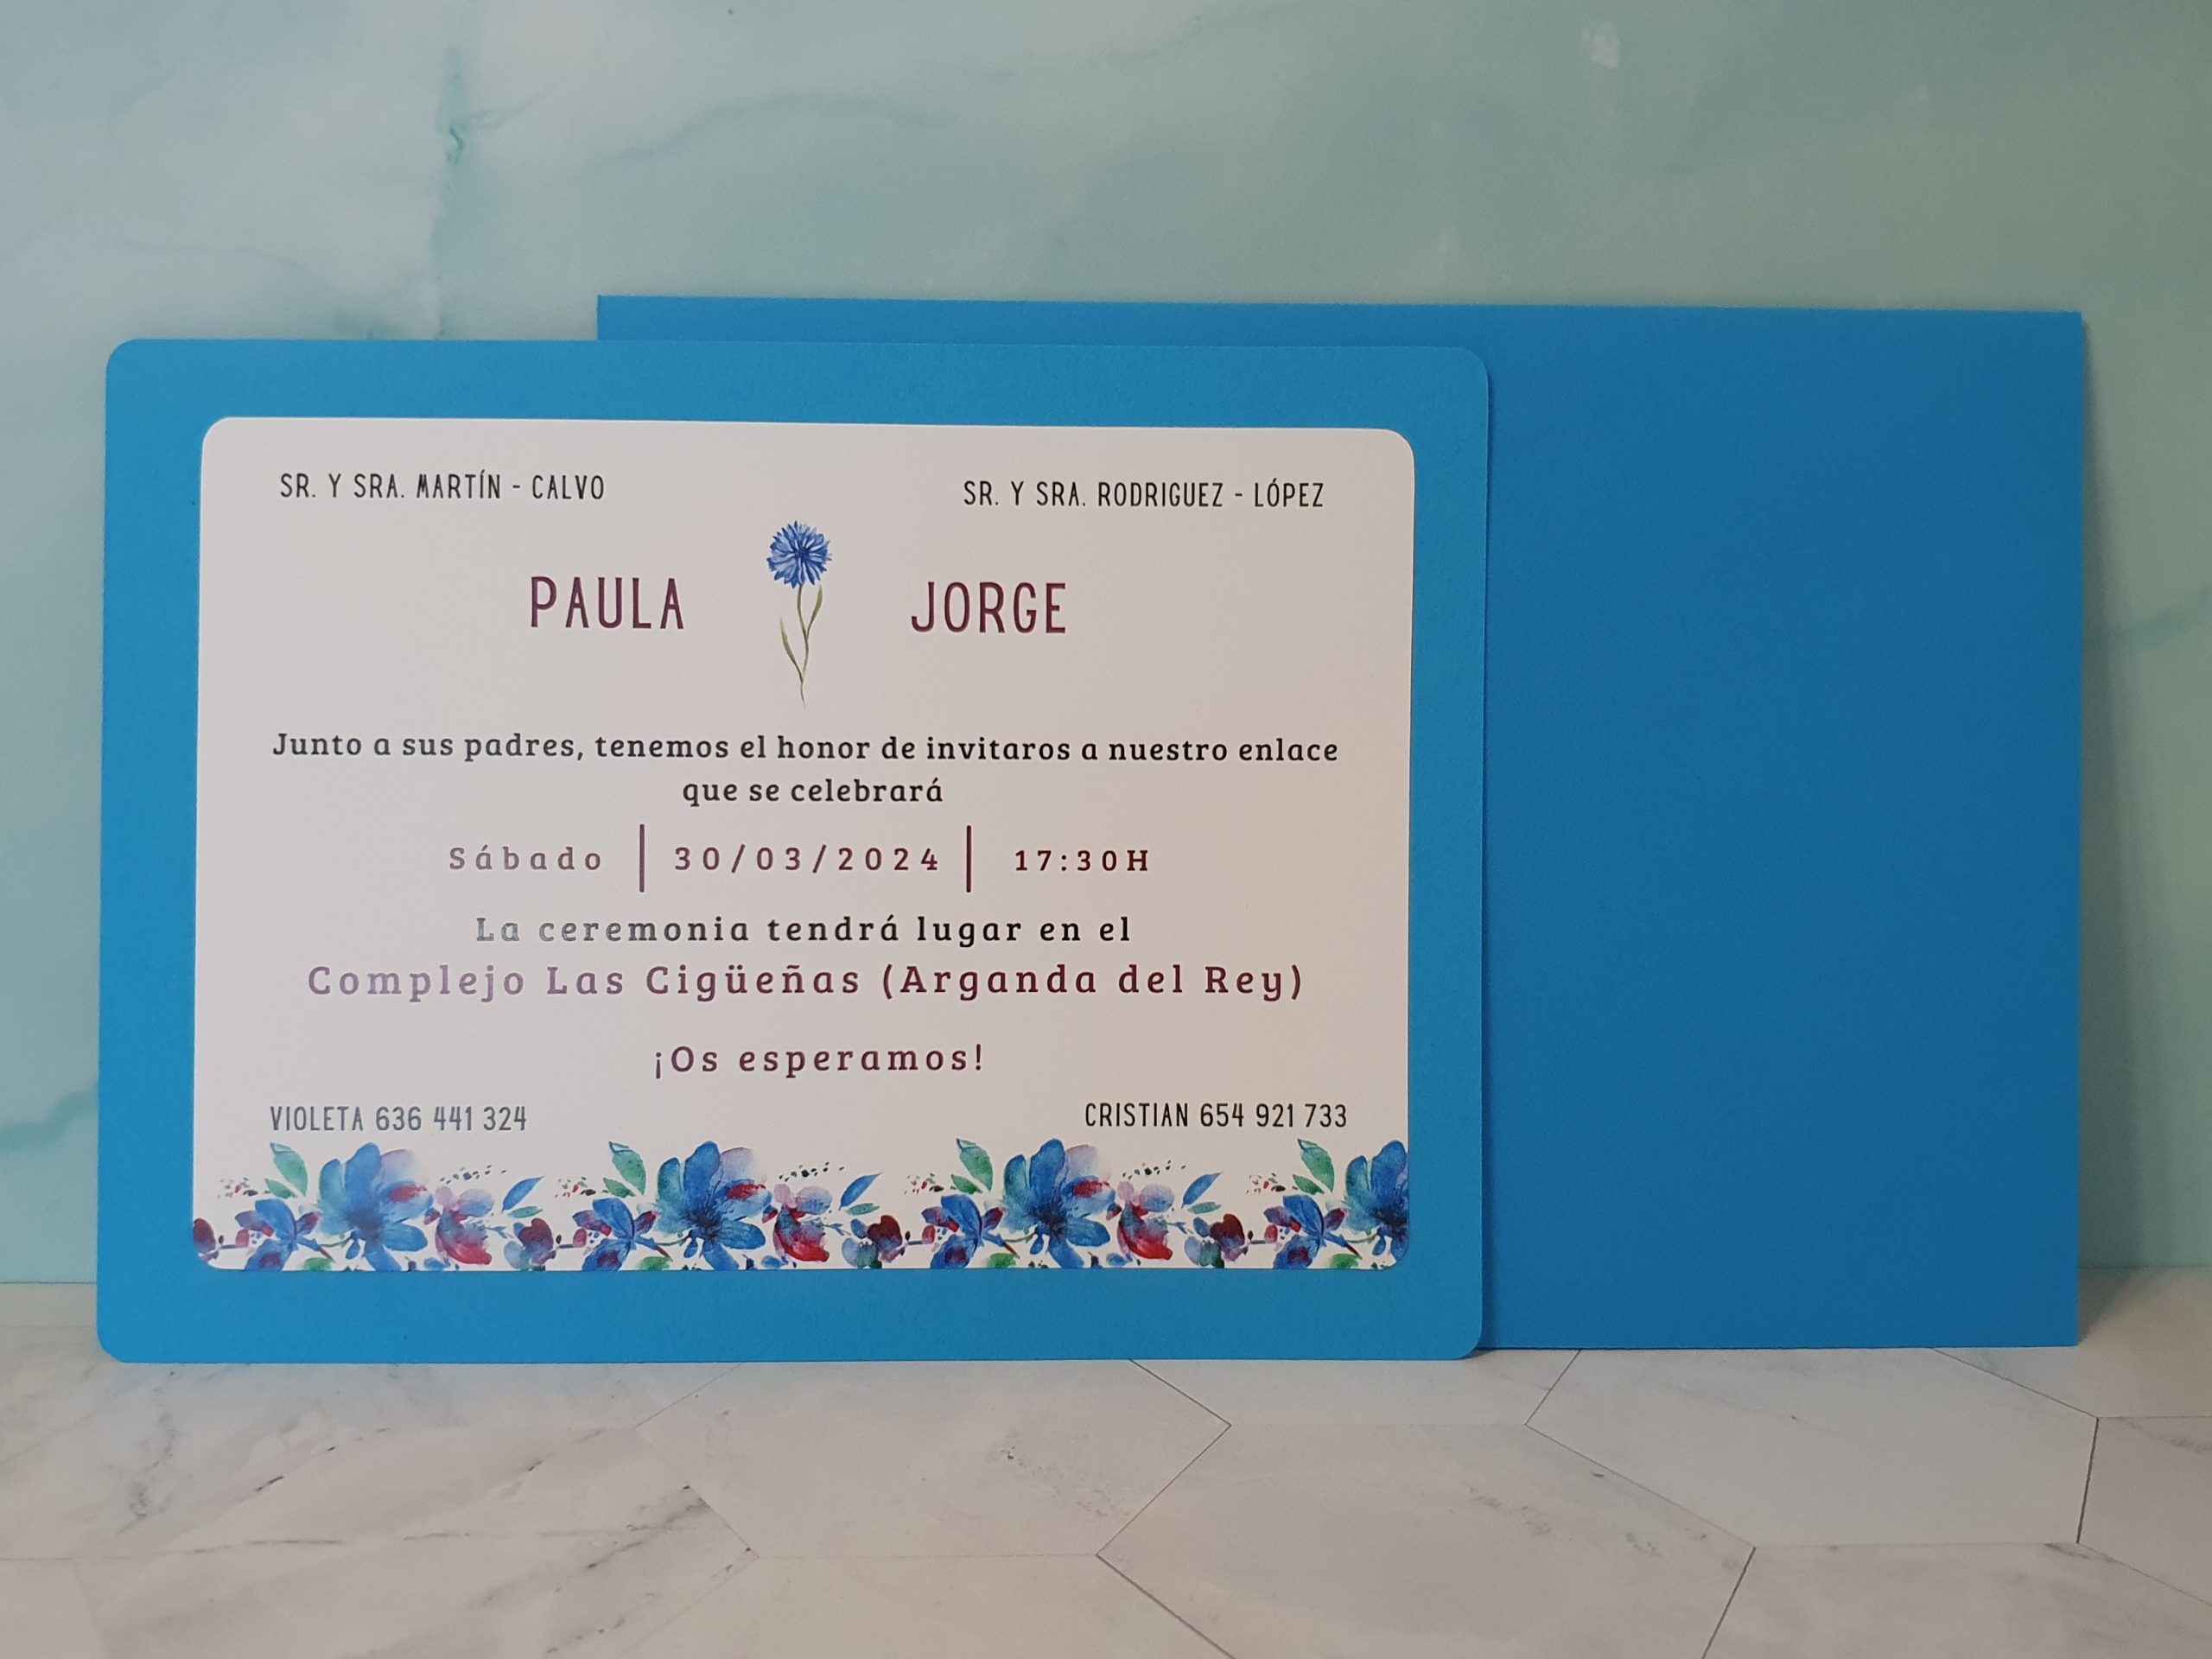 SR. Y SRA. MARTÍN - CALVO
SR. Y SRA. RODRIGUEZ - LÓPEZ
PAULA JORGE
Junto a sus padres, tenemos el honor de invitaros a nuestro enlace
que se celebrará
Sábado | 30/03/2024 | 17:30H
La ceremonia tendrá lugar en el
Complejo Las Cigüeñas (Arganda del Rey)
¡Os esperamos!
VIOLETA 636 441 324
CRISTIAN 654 921 733